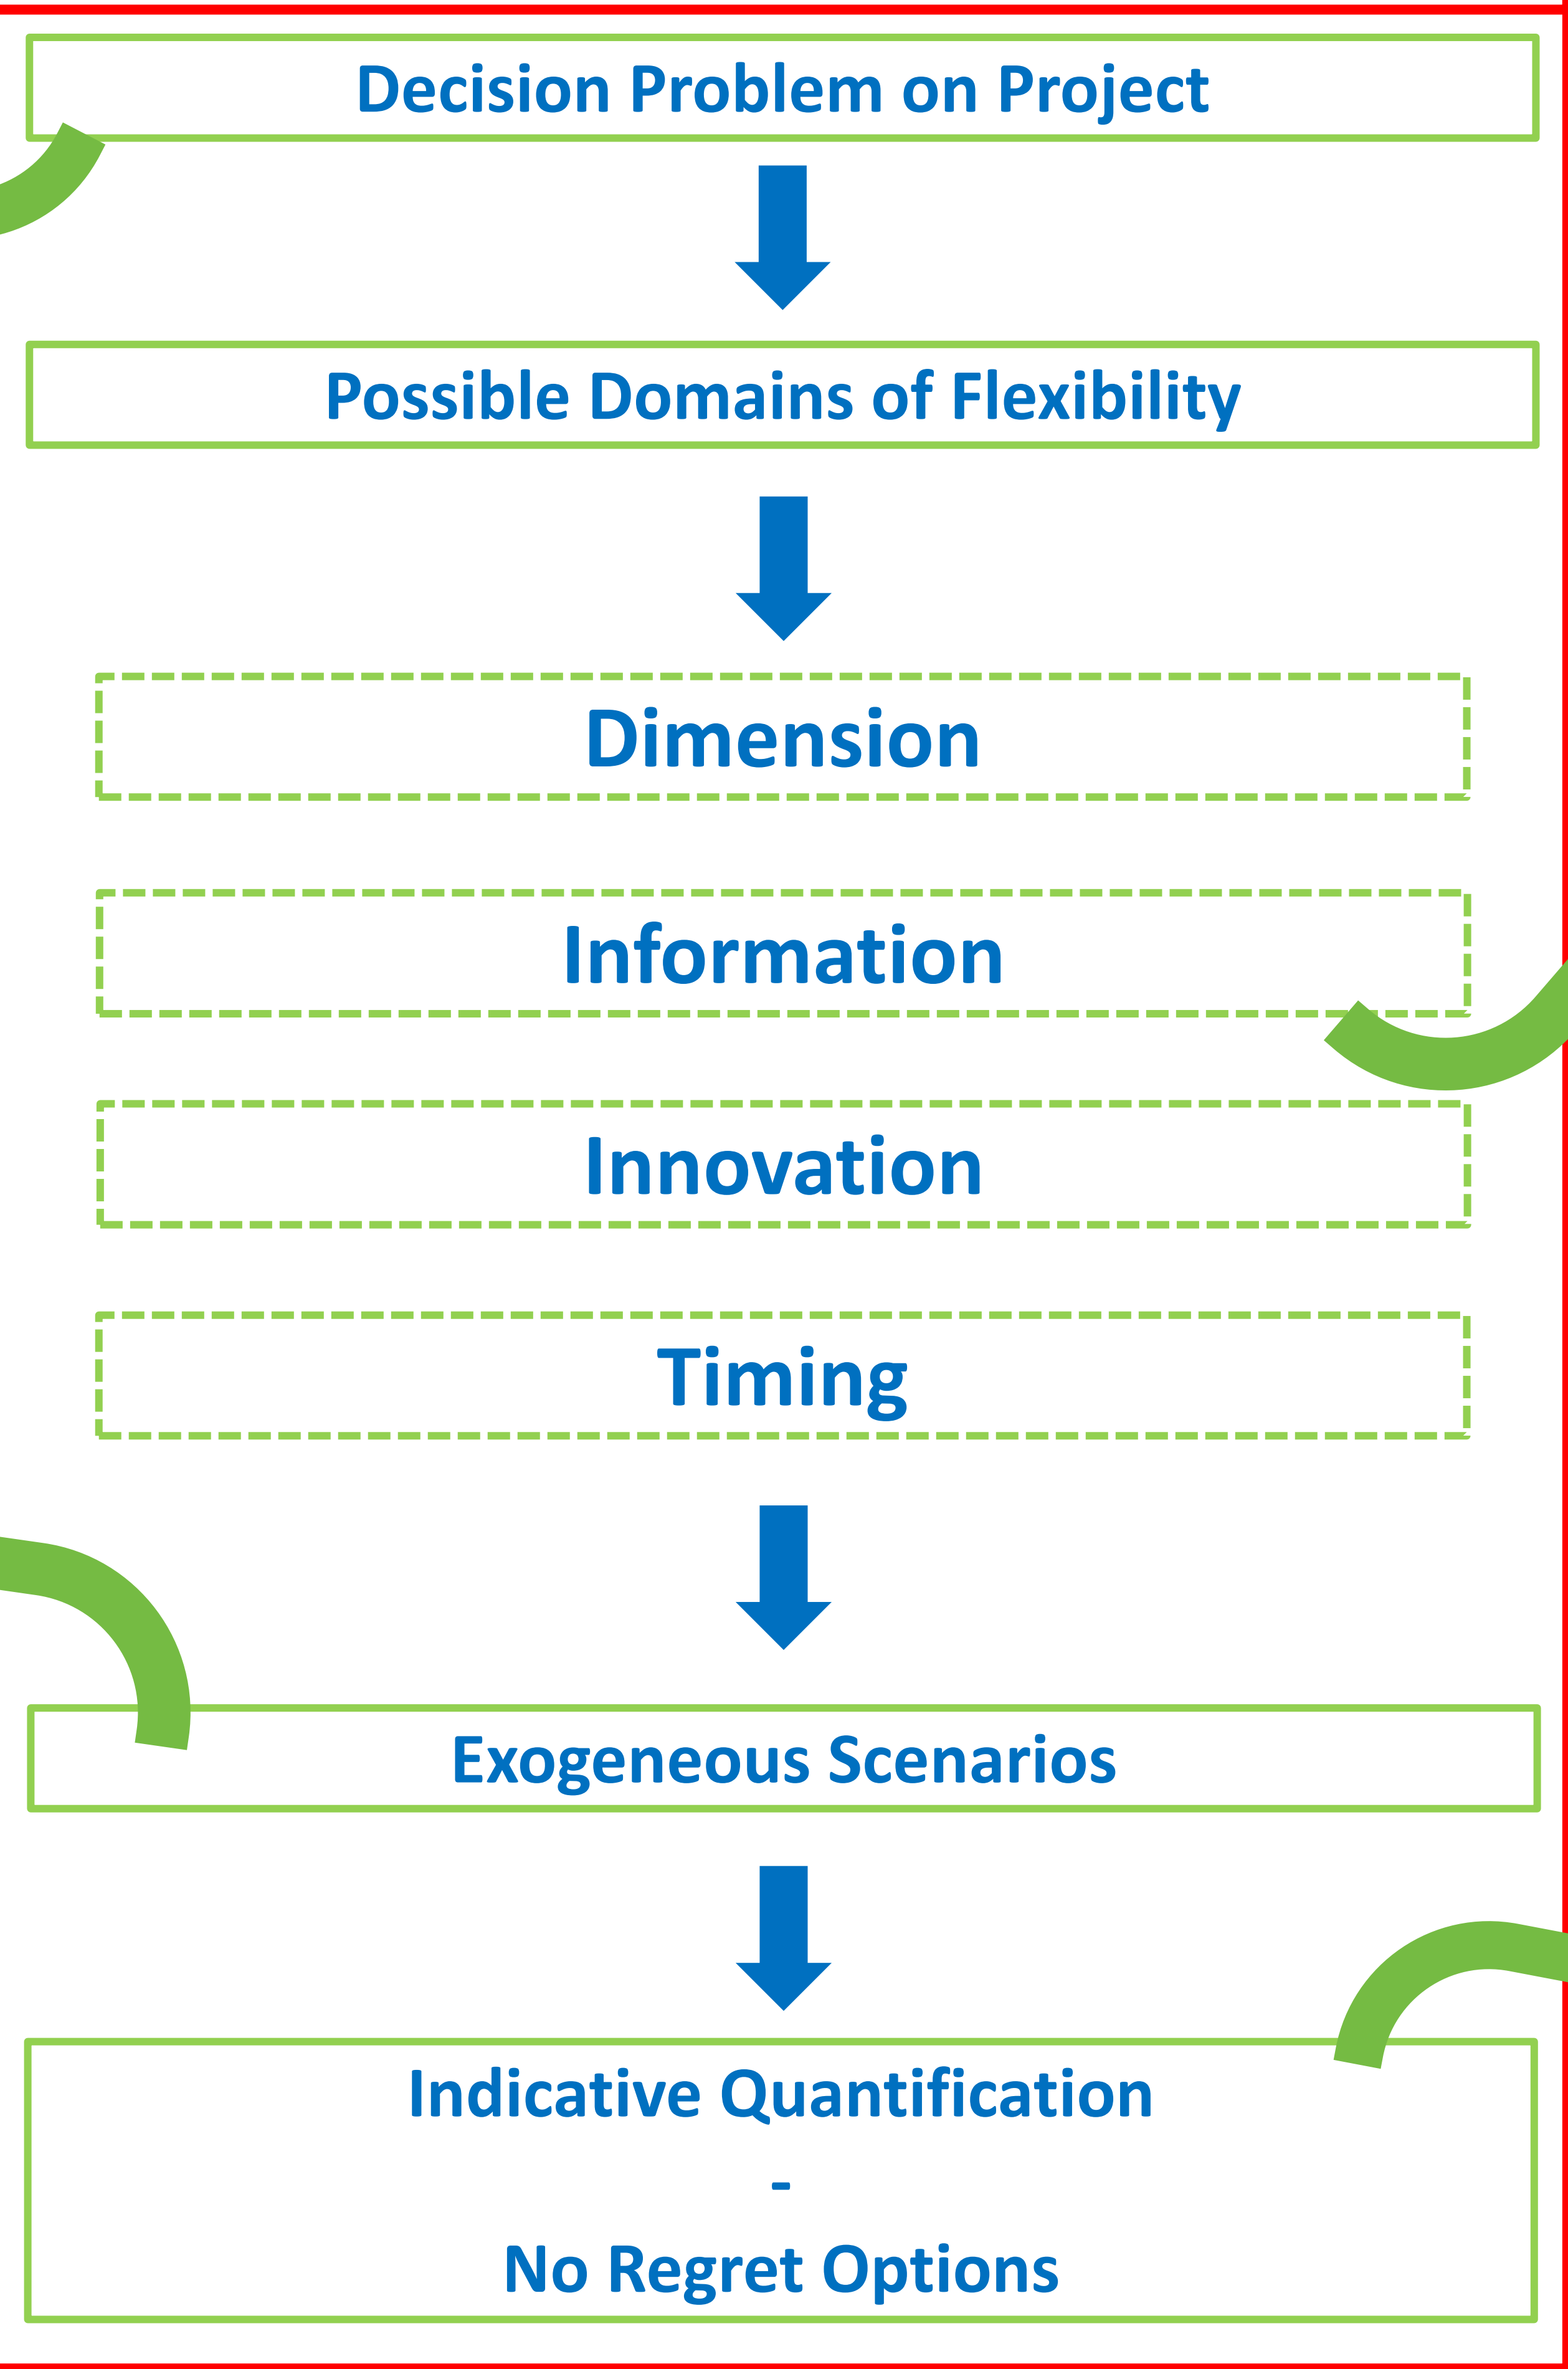 Decision Problem on Project
Possible Domains of Flexibility
Dimension
Information
Innovation
Timing
Exogeneous Scenarios
Indicative Quantification
-
No Regret Options